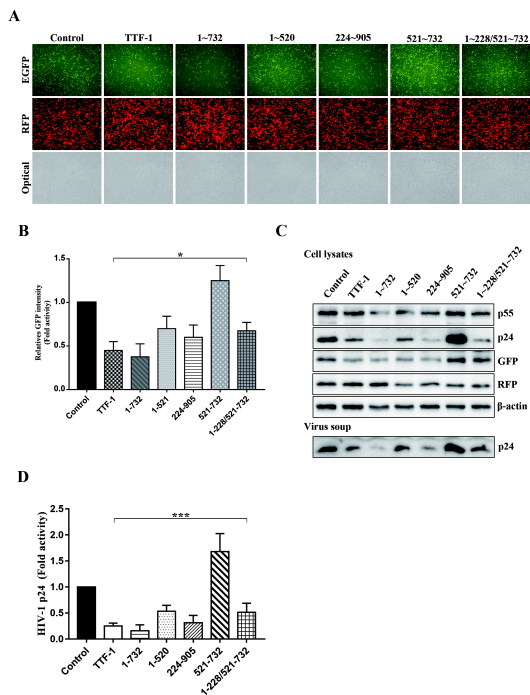 A
Control TTF-1 1~732 1~520 224~905 521~732 1~228/521~732
EGFP
RFP
Optical
B
Relatives GFP intensity
(Fold activity)
1.5
1.0
0.5
0.0
*
Control TTF-1 1-732 1-521 224-905 521-732 1-228/521-732
C
Cell lysates
Control TTF-1 1~732 1~520 224~905 521~732 1~228/521~732
p55
p24
GFP
RFP
β-actin
Virus soup
p24
D
HIV-1 p24 (Fold activity)
2.5
2.0
1.5
1.0
0.5
0.0
***
Control TTF-1 1-732 1-520 224-905 521-732 1-228/521-732